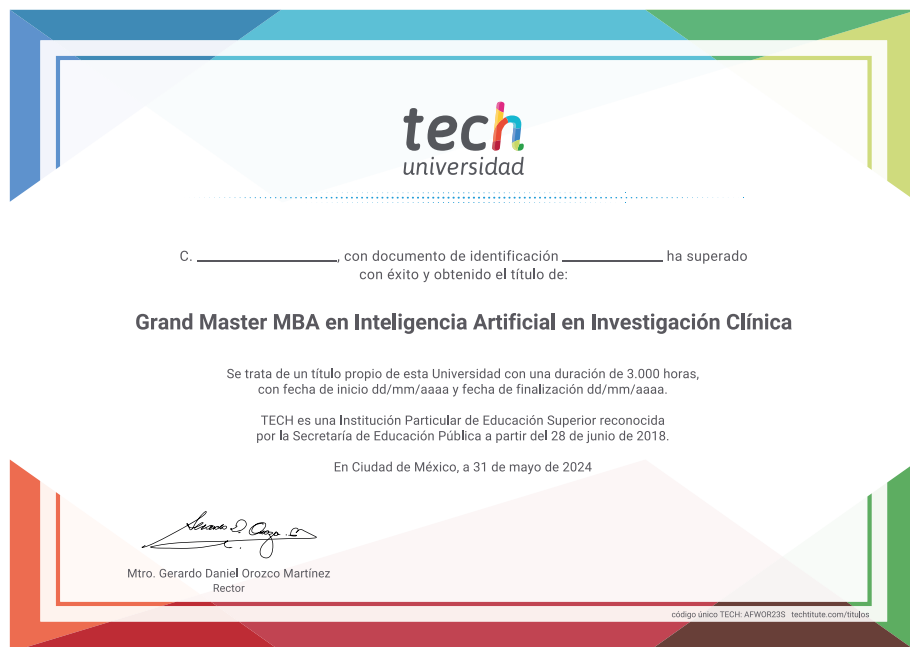 tech
universidad
C. ________________, con documento de identificación ____________ ha superado
con éxito y obtenido el título de:
Grand Master MBA en Inteligencia Artificial en Investigación Clínica
Se trata de un título propio de esta Universidad con una duración de 3.000 horas,
con fecha de inicio dd/mm/aaaa y fecha de finalización dd/mm/aaaa.
TECH es una Institución Particular de Educación Superior reconocida
por la Secretaría de Educación Pública a partir del 28 de junio de 2018.
En Ciudad de México, a 31 de mayo de 2024
Mtro. Gerardo Daniel Orozco Martínez
Rector
código único TECH: AFWOR23S techtitute.com/titulos